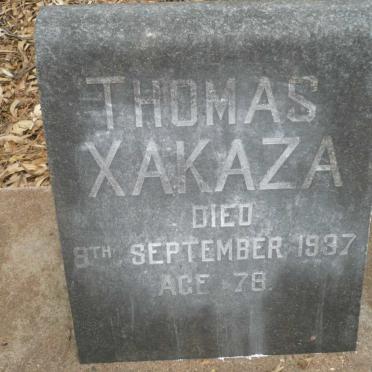 THOMAS
XAKAZA
DIED
8TH SEPTEMBER 1937
AGE 78.